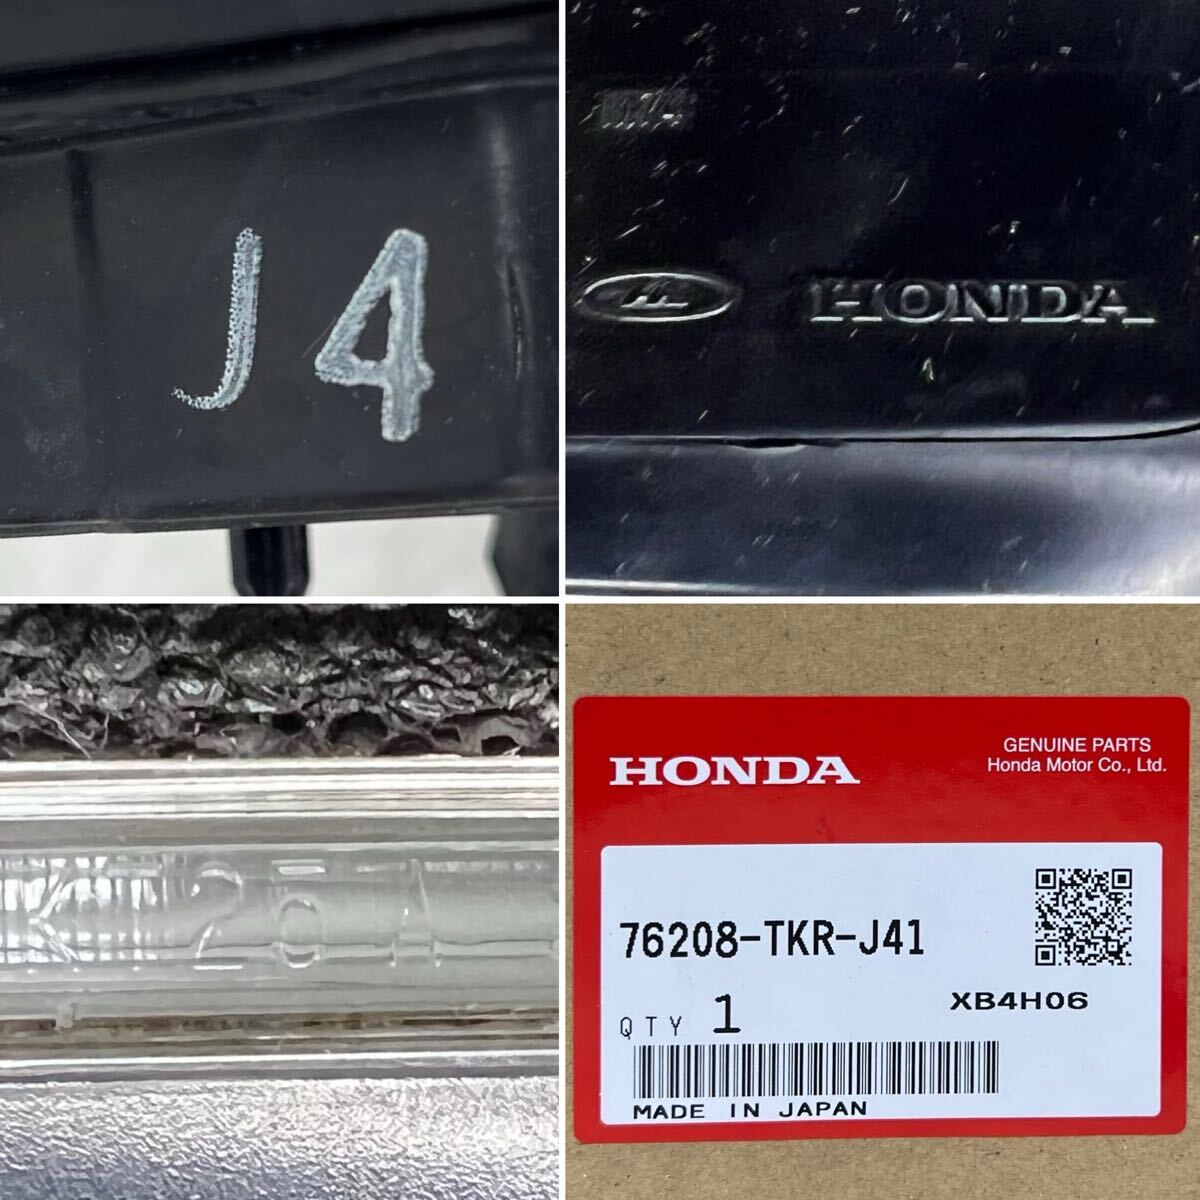 J4
HONDA
HONDA
GENUINE PARTS
Honda Motor Co., Ltd.
76208-TKR-J41
QTY 1
XB4H06
MADE IN JAPAN